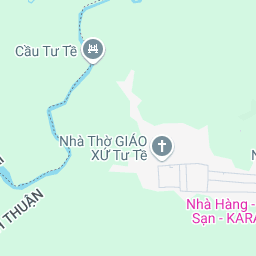 Cầu Tư Tề
Nhà Thờ GIÁO
XỨ Tư Tề
THUẬN
Nhà Hàng -
Sạn - KARA